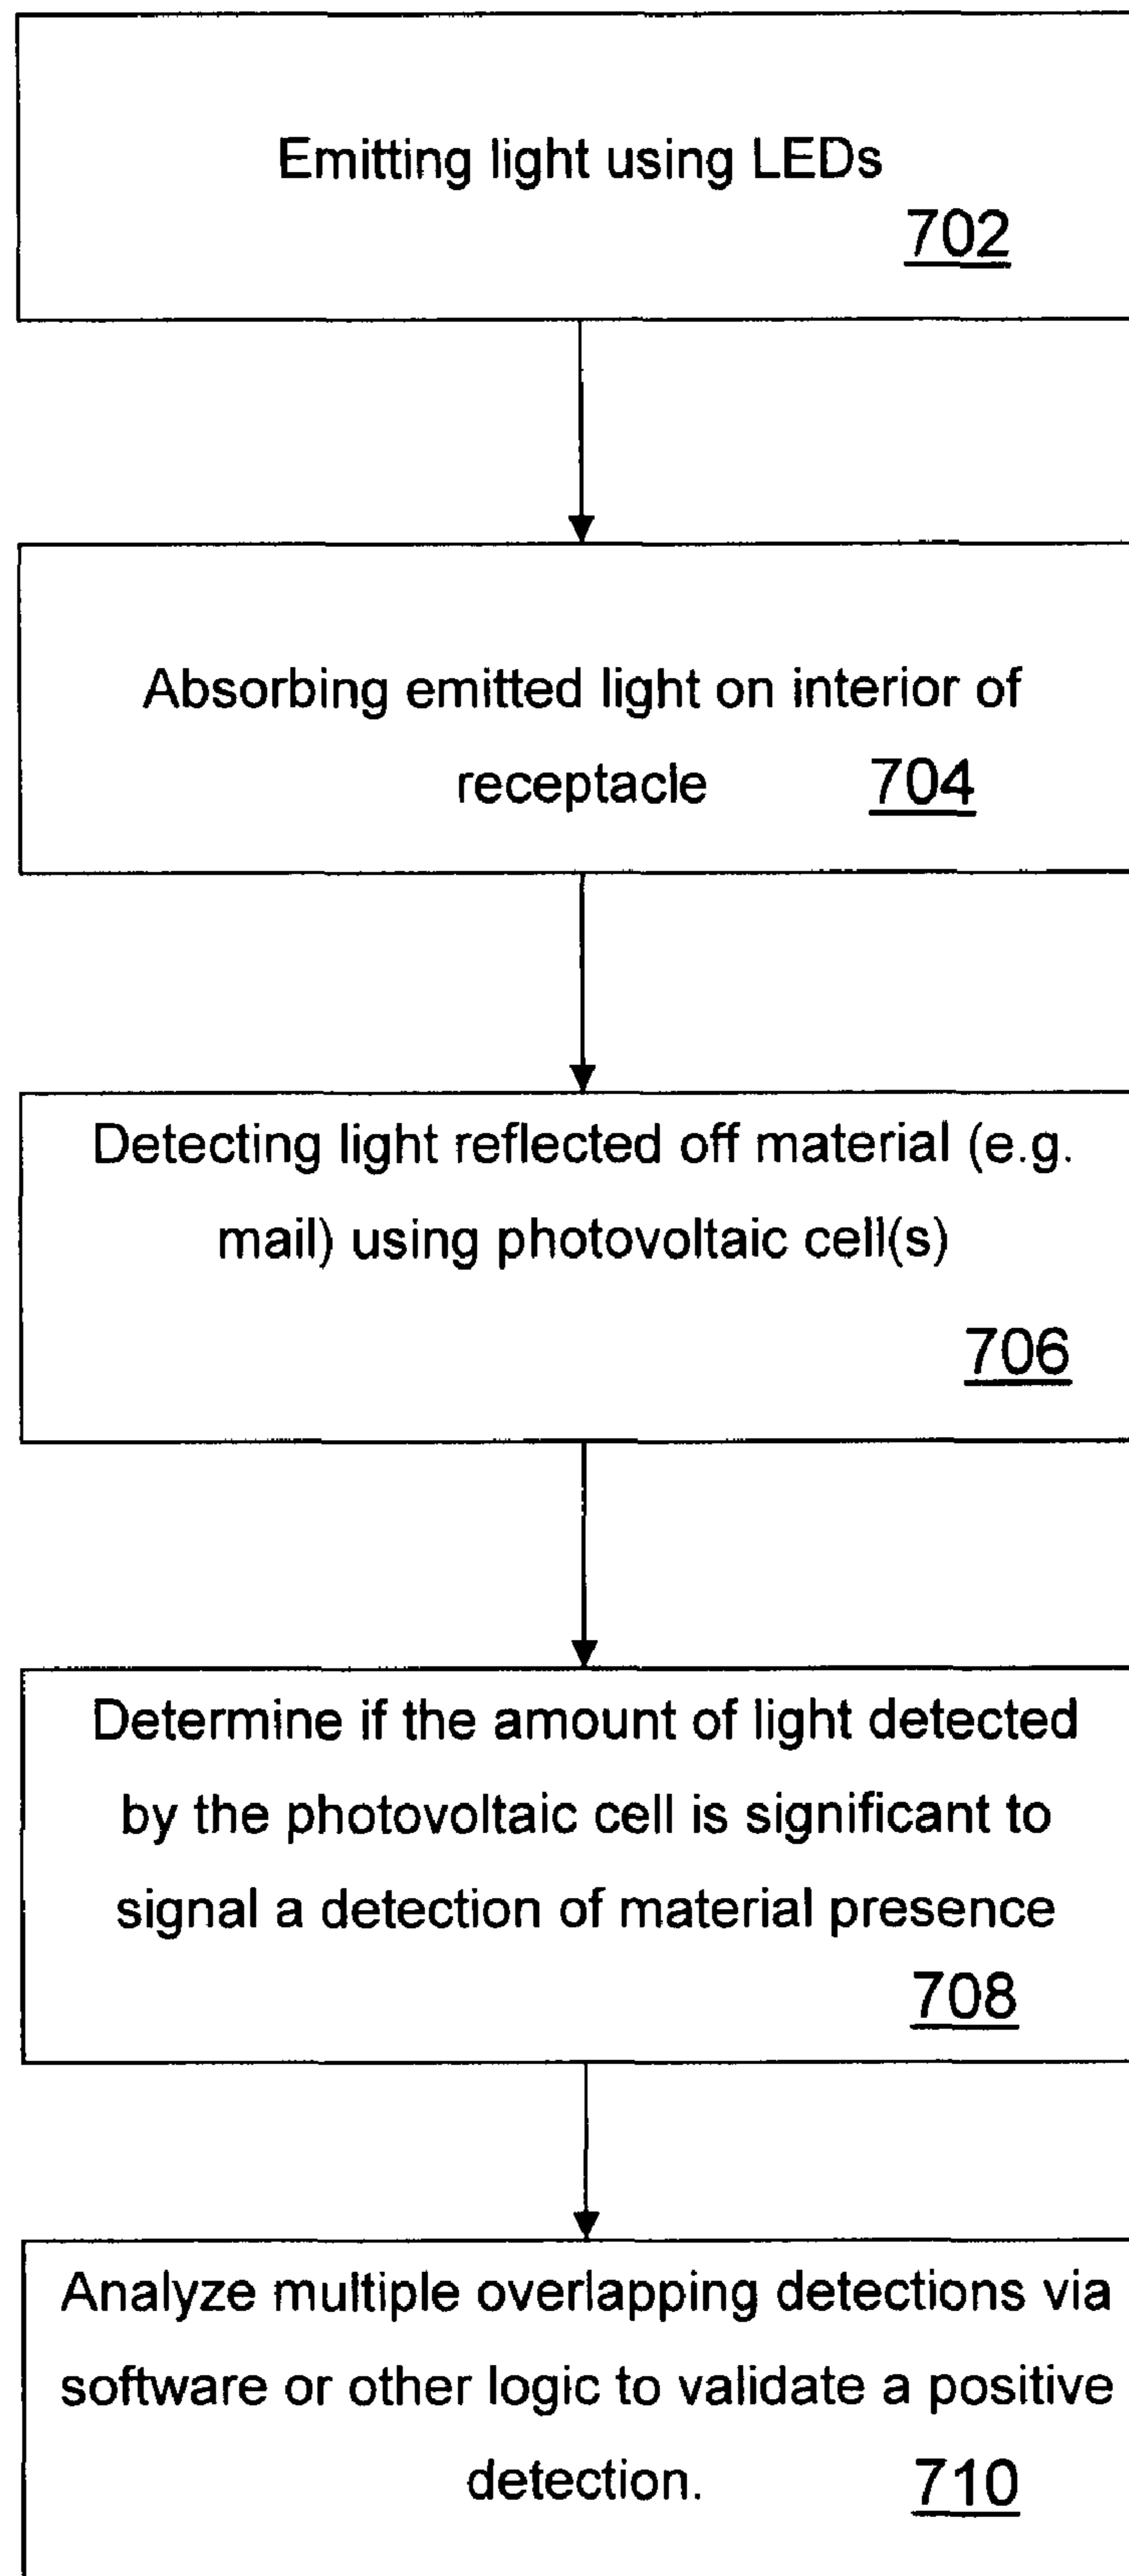 Emitting light using LEDs
702
Absorbing emitted light on interior of
receptacle 704
Detecting light reflected off material (e.g.
mail) using photovoltaic cell(s)
706
Determine if the amount of light detected
by the photovoltaic cell is significant to
signal a detection of material presence
708
Analyze multiple overlapping detections via
software or other logic to validate a positive
detection. 710